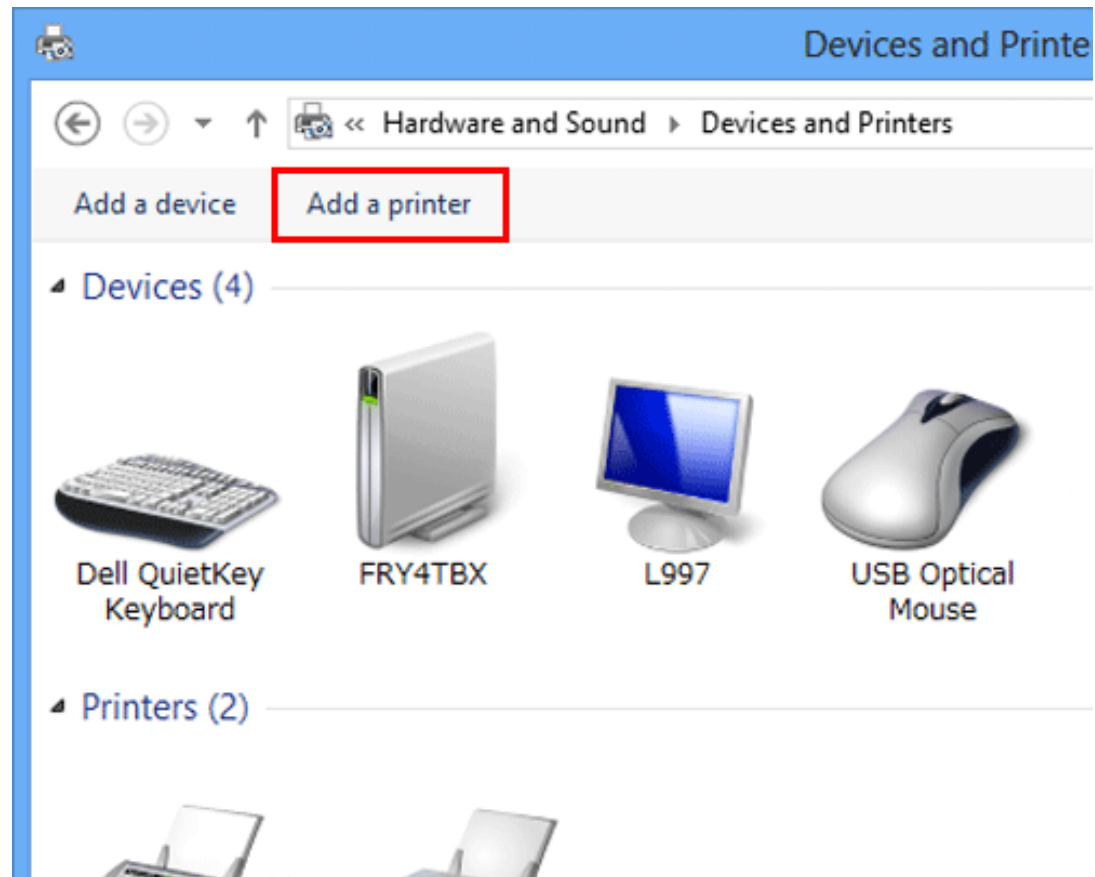 Devices and Printe
« Hardware and Sound Devices and Printers
Add a device Add a printer
Devices (4)
Dell QuietKey
Keyboard
FRY4TBX
L997
USB Optical
Mouse
Printers (2)